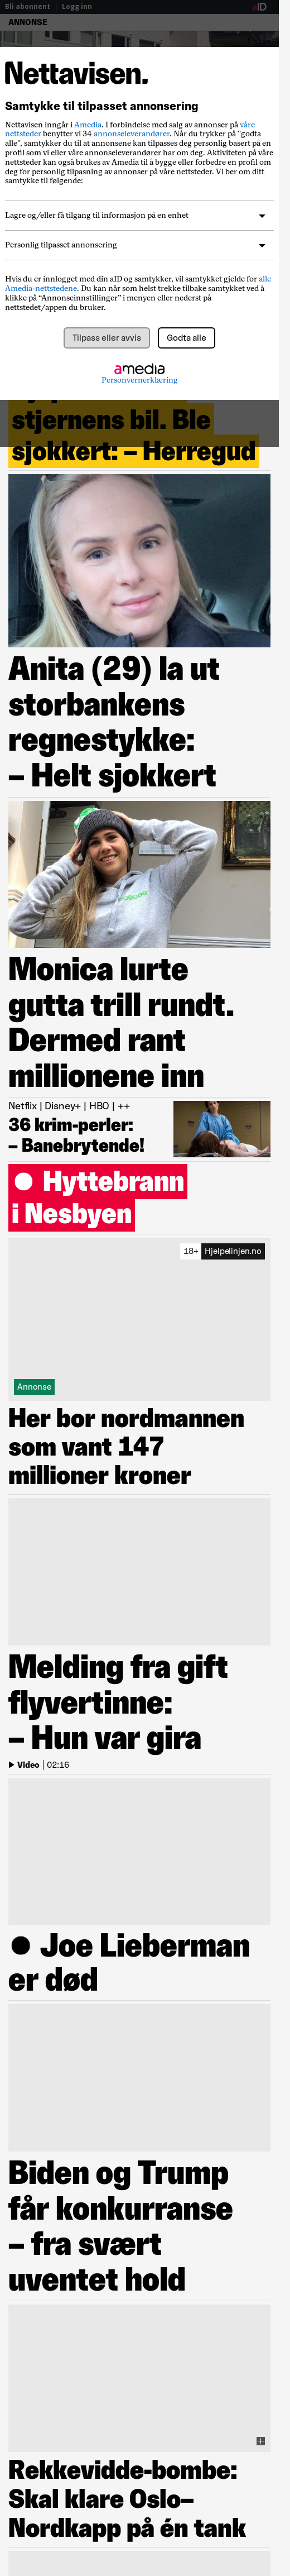 Bli abonnent | Logg inn
aID
ANNONSE
Nettavisen.
Samtykke til tilpasset annonsering
Nettavisen inngår i Amedia. I forbindelse med salg av annonser på våre
nettsteder benytter vi 34 annonseleverandører. Når du trykker på "godta
alle", samtykker du til at annonsene kan tilpasses deg personlig basert på en
profil som vi eller våre annonseleverandører har om deg. Aktiviteten på våre
nettsteder kan også brukes av Amedia til å bygge eller forbedre en profil om
deg for personlig tilpasning av annonser på våre nettsteder. Vi ber om ditt
samtykke til følgende:
Lagre og/eller få tilgang til informasjon på en enhet
Personlig tilpasset annonsering
Hvis du er innlogget med din aID og samtykker, vil samtykket gjelde for alle
Amedia-nettstedene. Du kan når som helst trekke tilbake samtykket ved å
klikke på “Annonseinnstillinger” i menyen eller nederst på
nettstedet/appen du bruker.
Tilpass eller avvis
Godta alle
amedia
Personvernerklæring
stjernens bil. Ble
sjokkert: – Herregud
Anita (29) la ut
storbankens
regnestykke:
– Helt sjokkert
Monica lurte
gutta trill rundt.
Dermed rant
millionene inn
Netflix | Disney+ | HBO | ++
36 krim-perler:
– Banebrytende!
Hyttebrann
i Nesbyen
18+ Hjelpelinjen.no
Annonse
Her bor nordmannen
som vant 147
millioner kroner
Melding fra gift
flyvertinne:
– Hun var gira
Video | 02:16
Joe Lieberman
er død
Biden og Trump
får konkurranse
– fra svært
uventet hold
Rekkevidde-bombe:
Skal klare Oslo–
Nordkapp på én tank